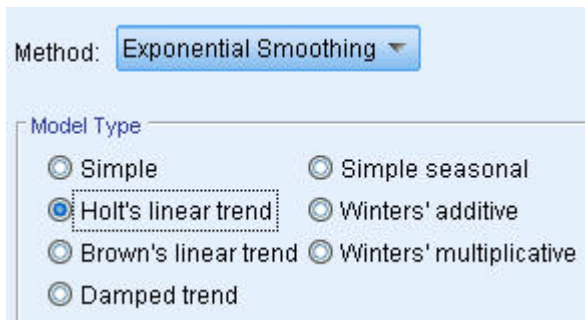 Method: Exponential Smoothing
Model Type
Simple Simple seasonal
Holt's linear trend Winters' additive
Brown's linear trend Winters' multiplicative
Damped trend